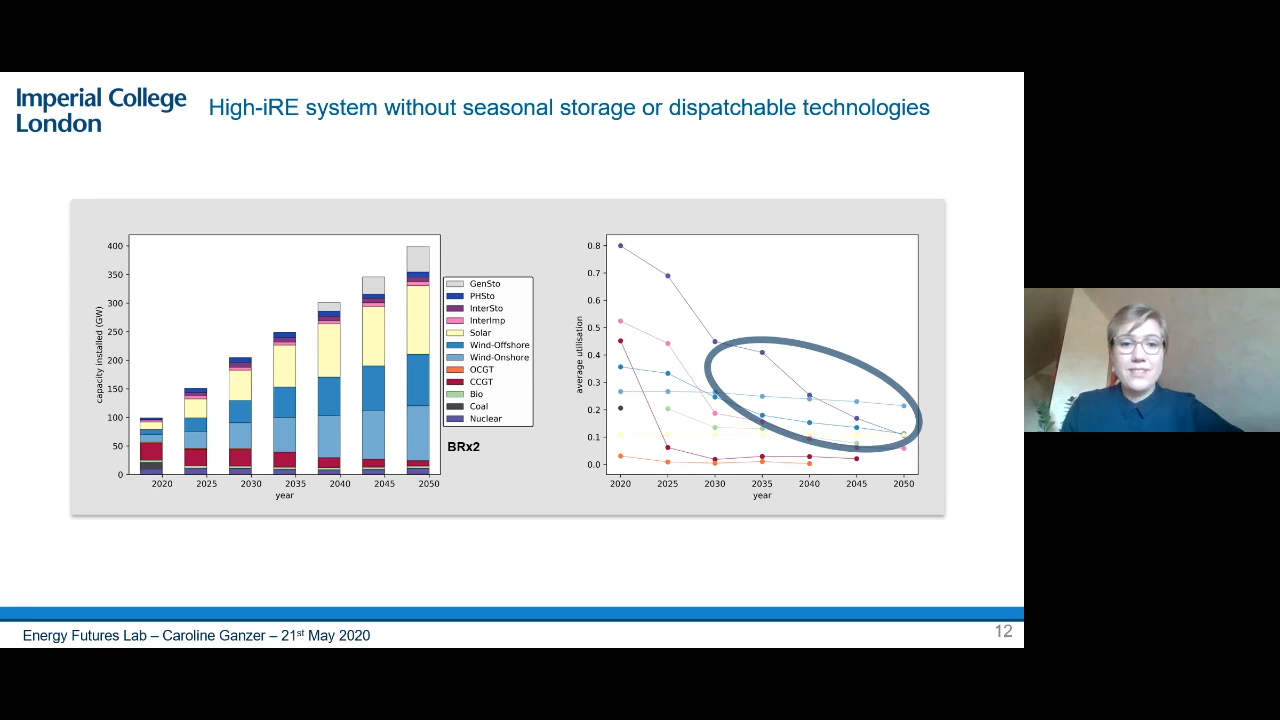 Imperial College
London
High-iRE system without seasonal storage or dispatchable technologies
capacity installed (GW)
400
350
300
250
200
150
100
50
0
2020 2025 2030 2035 2040 2045 2050
year
GenSto
PHSto
InterSto
InterImp
Solar
Wind-Offshore
Wind-Onshore
OCGT
CCGT
Bio
Coal
Nuclear
BRx2
average utilisation
0.8
0.7
0.6
0.5
0.4
0.3
0.2
0.1
0.0
2020 2025 2030 2035 2040 2045 2050
year
Energy Futures Lab – Caroline Ganzer – 21st May 2020
12